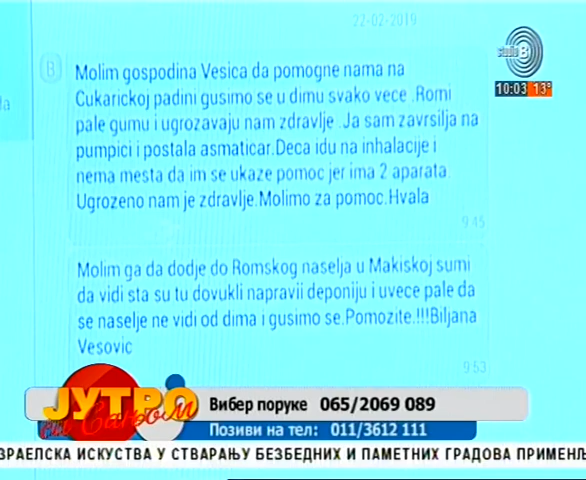 22-02-2019
B
Molim gospodina Vesica da pomogne nama na
Cukarickoj padini gusimo se u dimu svako vece .Romi
pale gumu i ugrozavaju nam zdravlje .Ja sam zavrsilja na
pumpici i postala asmaticar.Deca idu na inhalacije i
nema mesta da im se ukaze pomoc jer ima 2 aparata.
Ugrozeno nam je zdravlje.Molimo za pomoc.Hvala
9:45
Molim ga da dodje do Romskog naselja u Makiskoj sumi
da vidi sta su tu dovukli napravii deponiju i uvece pale da
se naselje ne vidi od dima i gusimo se.Pomozite.!!!Biljana
Vesovic
9:53
studio B
10:03 13°
ЈУТРО
са Сањом
Вибер поруке 065/2069 089
Позиви на тел: 011/3612 111
ЗРАЕЛСКА ИСКУСТВА У СТВАРАЊУ БЕЗБЕДНИХ И ПАМЕТНИХ ГРАДОВА ПРИМЕЊ